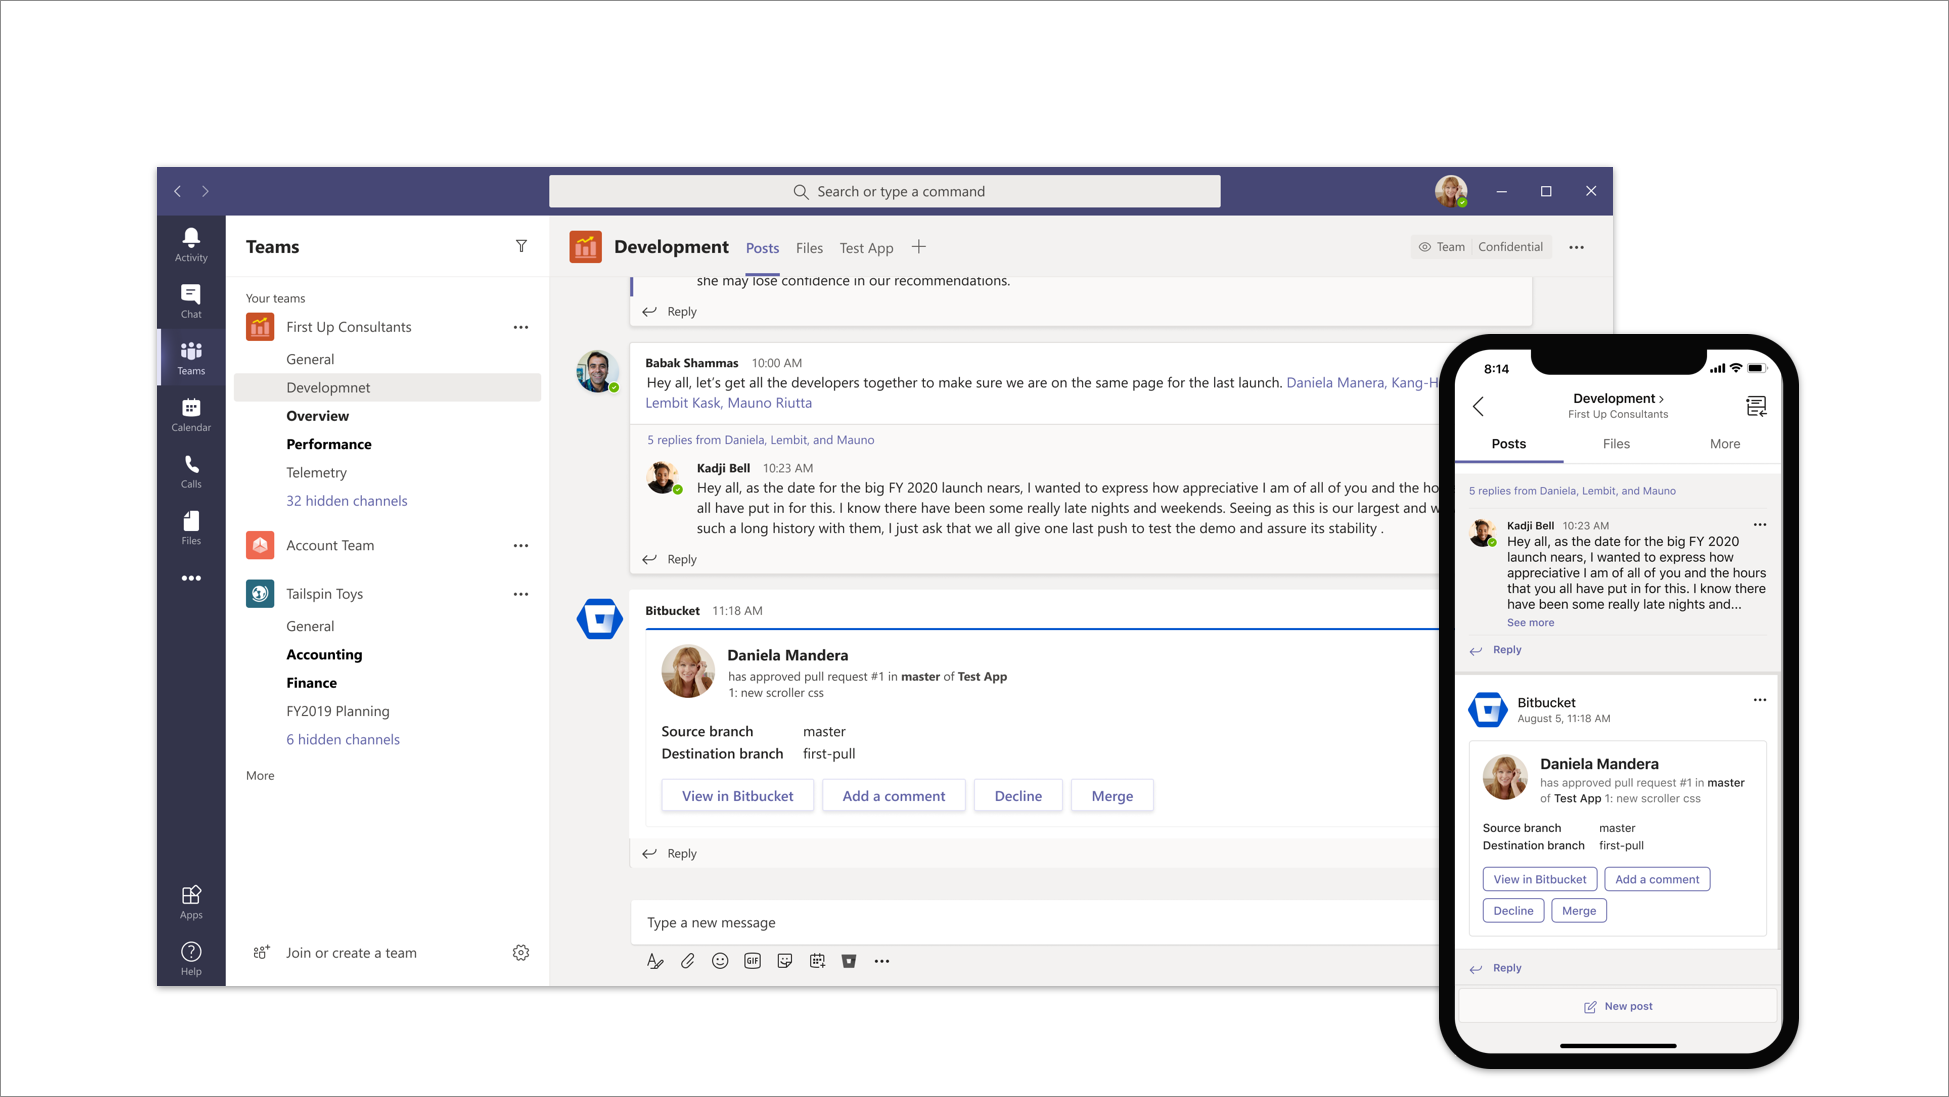 Search or type a command
Activity
Chat
Teams
Calendar
Calls
Files
Apps
Help
Teams
Your teams
First Up Consultants
General
Developmnet
Overview
Performance
Telemetry
32 hidden channels
Account Team
Tailspin Toys
General
Accounting
Finance
FY2019 Planning
6 hidden channels
More
Join or create a team
Development Posts Files Test App
Team Confidential
she may lose confidence in our recommendations.
Reply
Babak Shammas 10:00 AM
Hey all, let's get all the developers together to make sure we are on the same page for the last launch. Daniela Manera, Kang-H
Lembit Kask, Mauno Riutta
5 replies from Daniela, Lembit, and Mauno
Kadji Bell 10:23 AM
Hey all, as the date for the big FY 2020 launch nears, I wanted to express how appreciative I am of all of you and the ho
all have put in for this. I know there have been some really late nights and weekends. Seeing as this is our largest and w
such a long history with them, I just ask that we all give one last push to test the demo and assure its stability .
Reply
Bitbucket 11:18 AM
Daniela Mandera
has approved pull request #1 in master of Test App
1: new scroller css
Source branch master
Destination branch first-pull
View in Bitbucket Add a comment Decline Merge
Reply
Type a new message
GIF
8:14
Development
First Up Consultants
Posts Files More
5 replies from Daniela, Lembit, and Mauno
Kadji Bell 10:23 AM
Hey all, as the date for the big FY 2020
launch nears, I wanted to express how
appreciative I am of all of you and the hours
that you all have put in for this. I know there
have been some really late nights and...
See more
Reply
Bitbucket
August 5, 11:18 AM
Daniela Mandera
has approved pull request #1 in master
of Test App 1: new scroller css
Source branch master
Destination branch first-pull
View in Bitbucket Add a comment
Decline Merge
Reply
New post